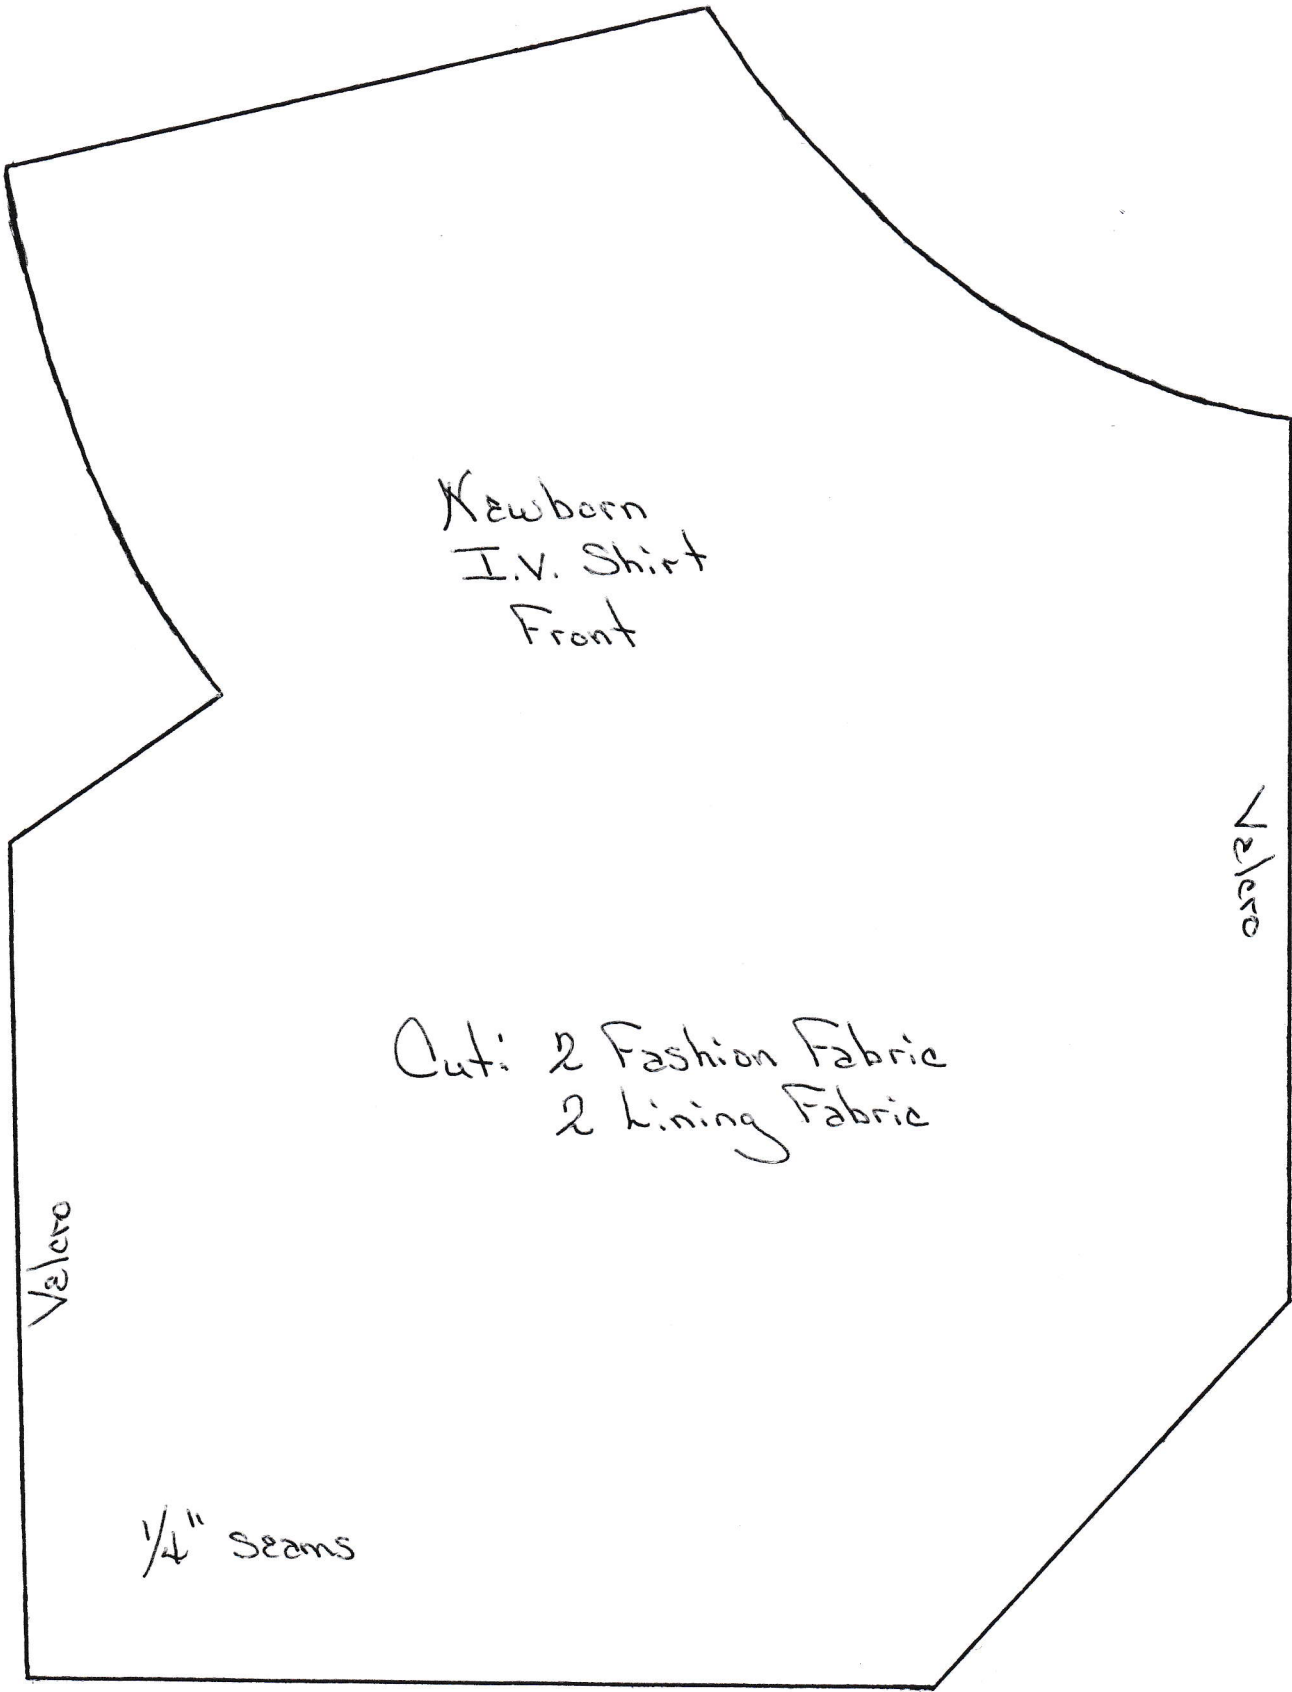 Newborn
I.V. Shirt
Front
Velcro
Cut: 2 Fashion Fabric
2 Lining Fabric
Velcro
1/4" seams